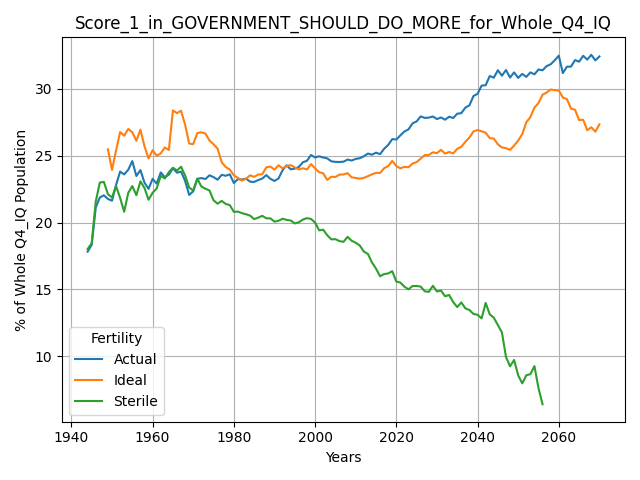 Score_1_in_GOVERNMENT_SHOULD_DO_MORE_for_Whole_Q4_IQ
% of Whole Q4_IQ Population
30
25
20
15
10
Fertility
Actual
Ideal
Sterile
1940 1960 1980 2000 2020 2040 2060
Years